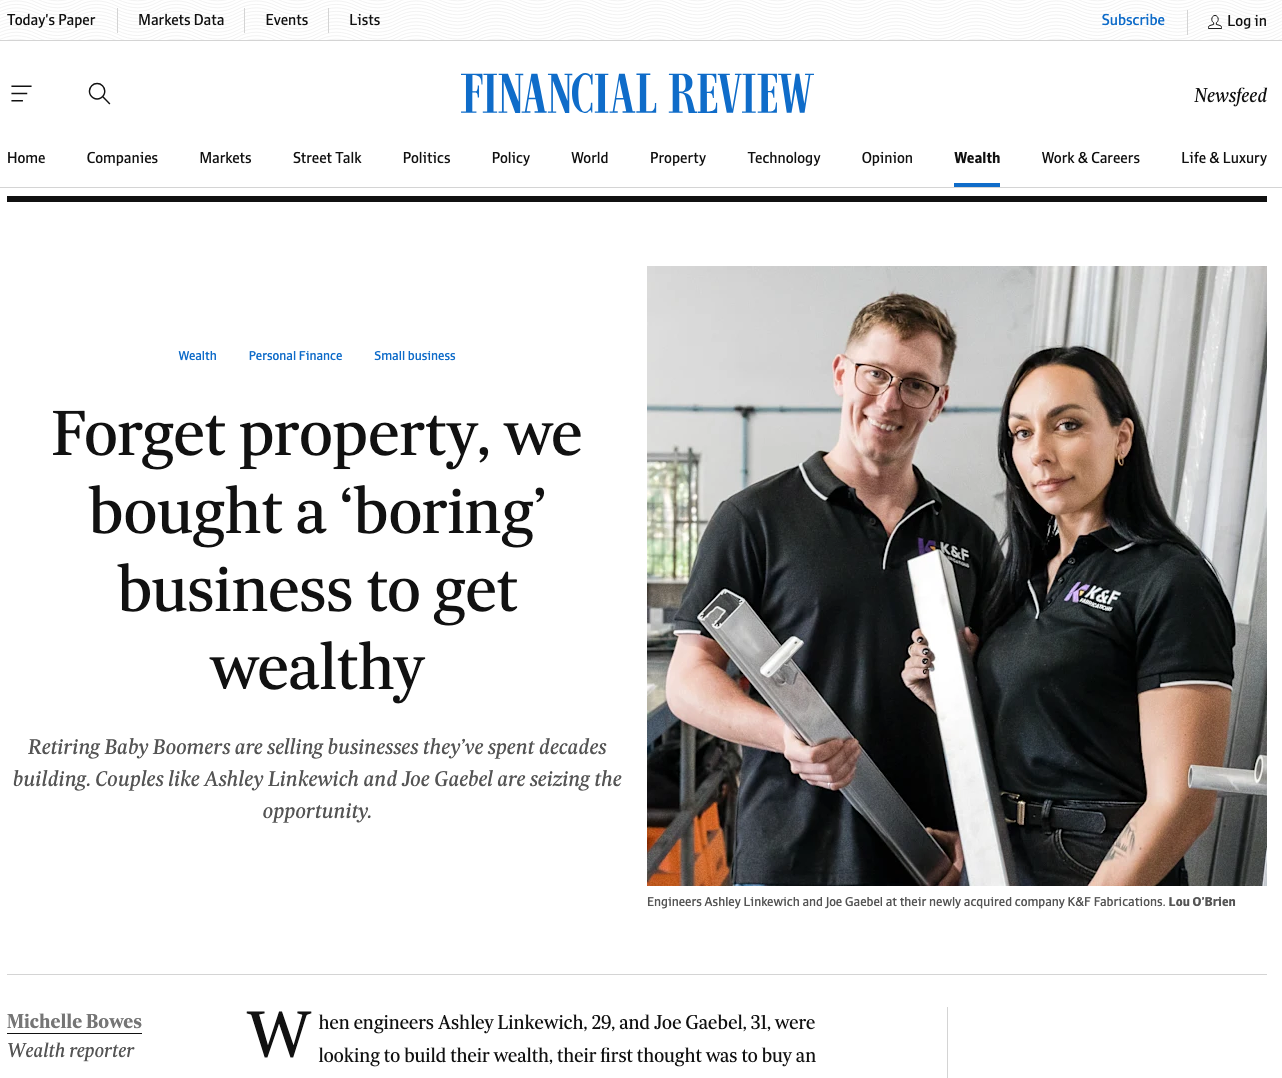 Today's Paper
Markets Data
Events
Lists
Subscribe
Log in
FINANCIAL REVIEW
Newsfeed
Home
Companies
Markets
Street Talk
Politics
Policy
World
Property
Technology
Opinion
Wealth
Work & Careers
Life & Luxury
Wealth
Personal Finance
Small business
Forget property, we
bought a ‘boring’
business to get
wealthy
Retiring Baby Boomers are selling businesses they’ve spent decades
building. Couples like Ashley Linkewich and Joe Gaebel are seizing the
opportunity.
K&F
K&F
FABRICATIONS
Engineers Ashley Linkewich and Joe Gaebel at their newly acquired company K&F Fabrications. Lou O’Brien
Michelle Bowes
Wealth reporter
When engineers Ashley Linkewich, 29, and Joe Gaebel, 31, were
looking to build their wealth, their first thought was to buy an